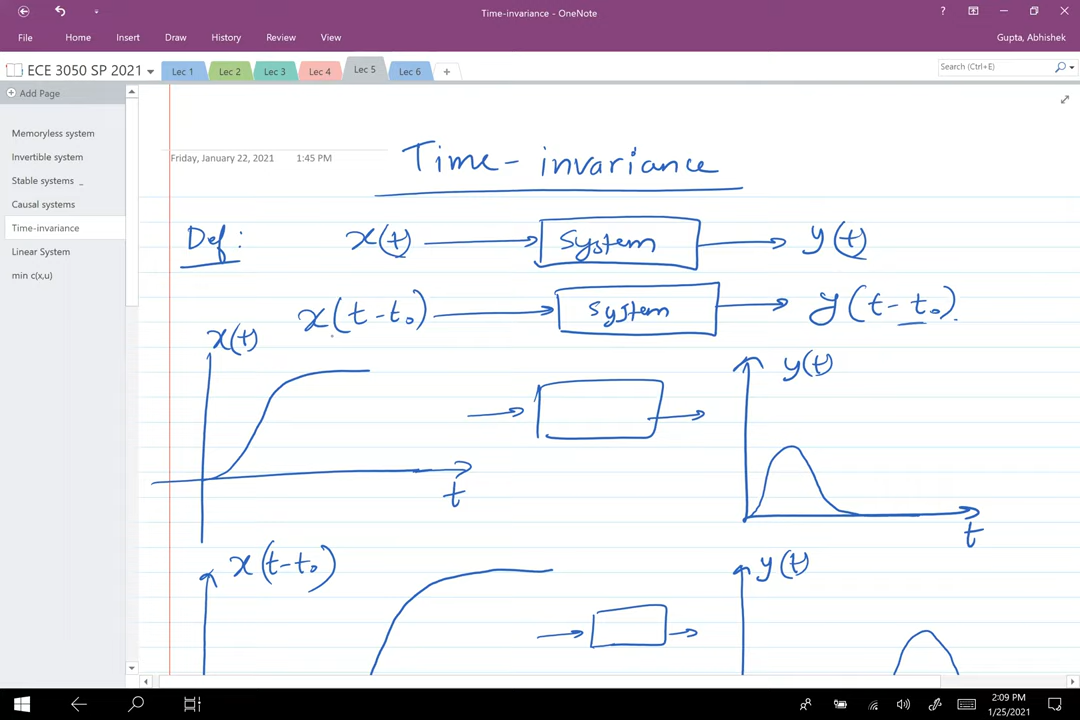 Time-invariance - OneNote
?
File Home Insert Draw History Review View
Gupta, Abhishek
ECE 3050 SP 2021
Lec 1 Lec 2 Lec 3 Lec 4 Lec 5 Lec 6 +
Search (Ctrl+E)
Add Page
Memoryless system
Invertible system
Stable systems _
Causal systems
Time-invariance
Linear System
min c(x,u)
Friday, January 22, 2021 1:45 PM
Time-invariance
Def: x(t) system y(t)
x(t-t₀) system y(t-t₀).
x(t)
t
y(t)
t
x(t-t₀)
y(t)
2:09 PM
1/25/2021